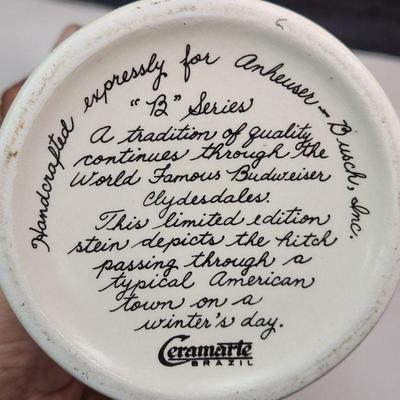 Handcrafted expressly for Anheuser-Busch, Inc.
"B" Series
A tradition of quality
continues through the
World Famous Budweiser
Clydesdales.
This limited edition
stein depicts the hitch
passing through a
typical American
town on a
winter's day.
Ceramarte
BRAZIL